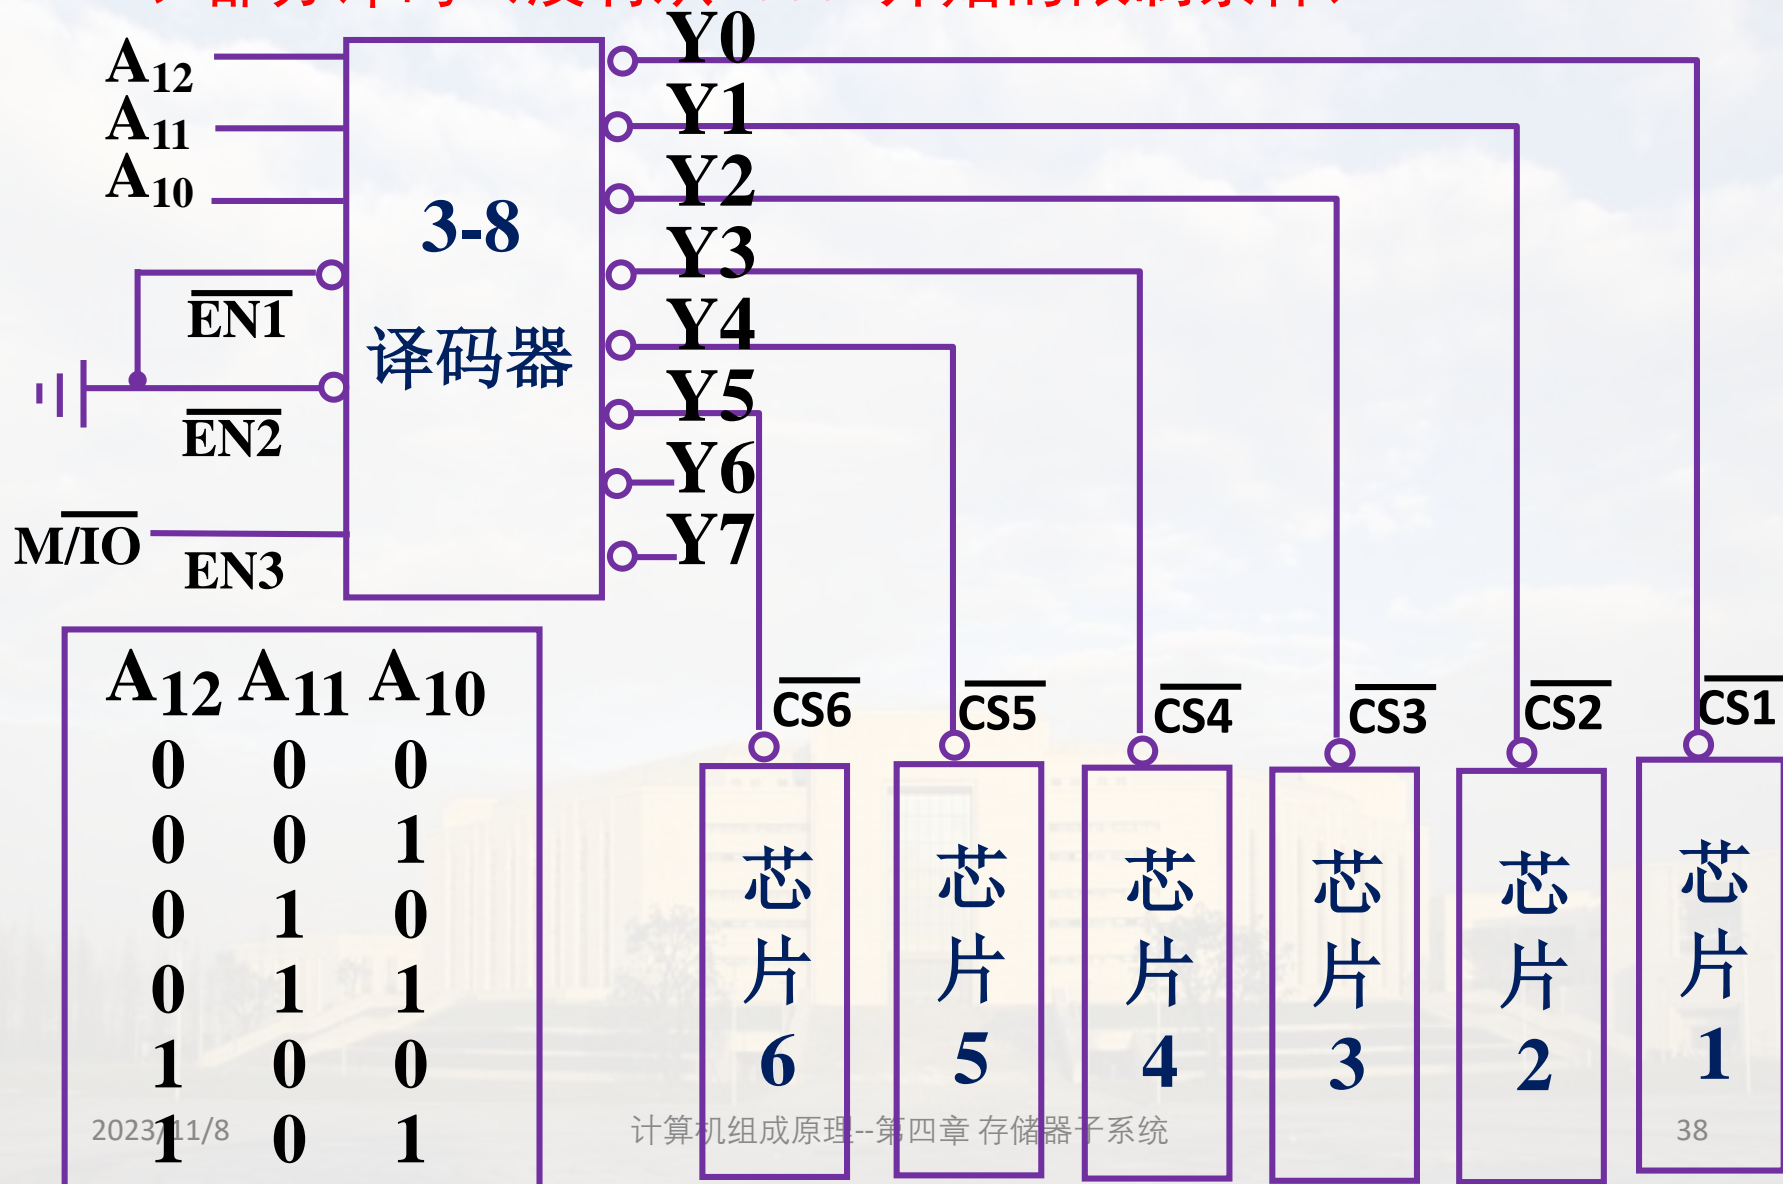 Y0
A12
Y1
A11
A10
Y2
3-8
Y3
EN1
Y4
译码器
Y5
EN2
Y6
M/IO
EN3
Y7
A12 A11 A10
CS6
CS5
CS4
CS3
CS2
CS1
0 0 0
0 0 1
0 1 0
0 1 1
1 0 0
1 0 1
芯片6
芯片5
芯片4
芯片3
芯片2
芯片1
2023/11/8
计算机组成原理--第四章 存储器子系统
38